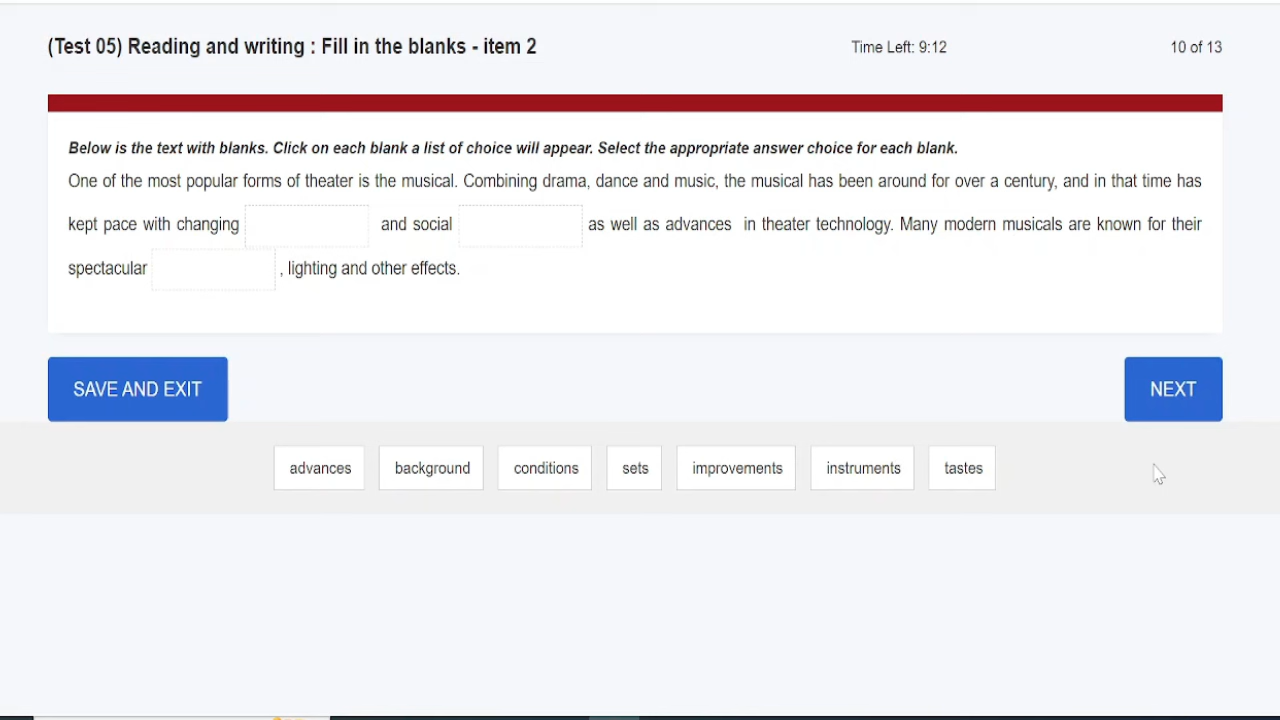 (Test 05) Reading and writing : Fill in the blanks - item 2
Time Left: 9:12
10 of 13
Below is the text with blanks. Click on each blank a list of choice will appear. Select the appropriate answer choice for each blank.
One of the most popular forms of theater is the musical. Combining drama, dance and music, the musical has been around for over a century, and in that time has
kept pace with changing and social as well as advances in theater technology. Many modern musicals are known for their
spectacular , lighting and other effects.
SAVE AND EXIT
NEXT
advances background conditions sets improvements instruments tastes